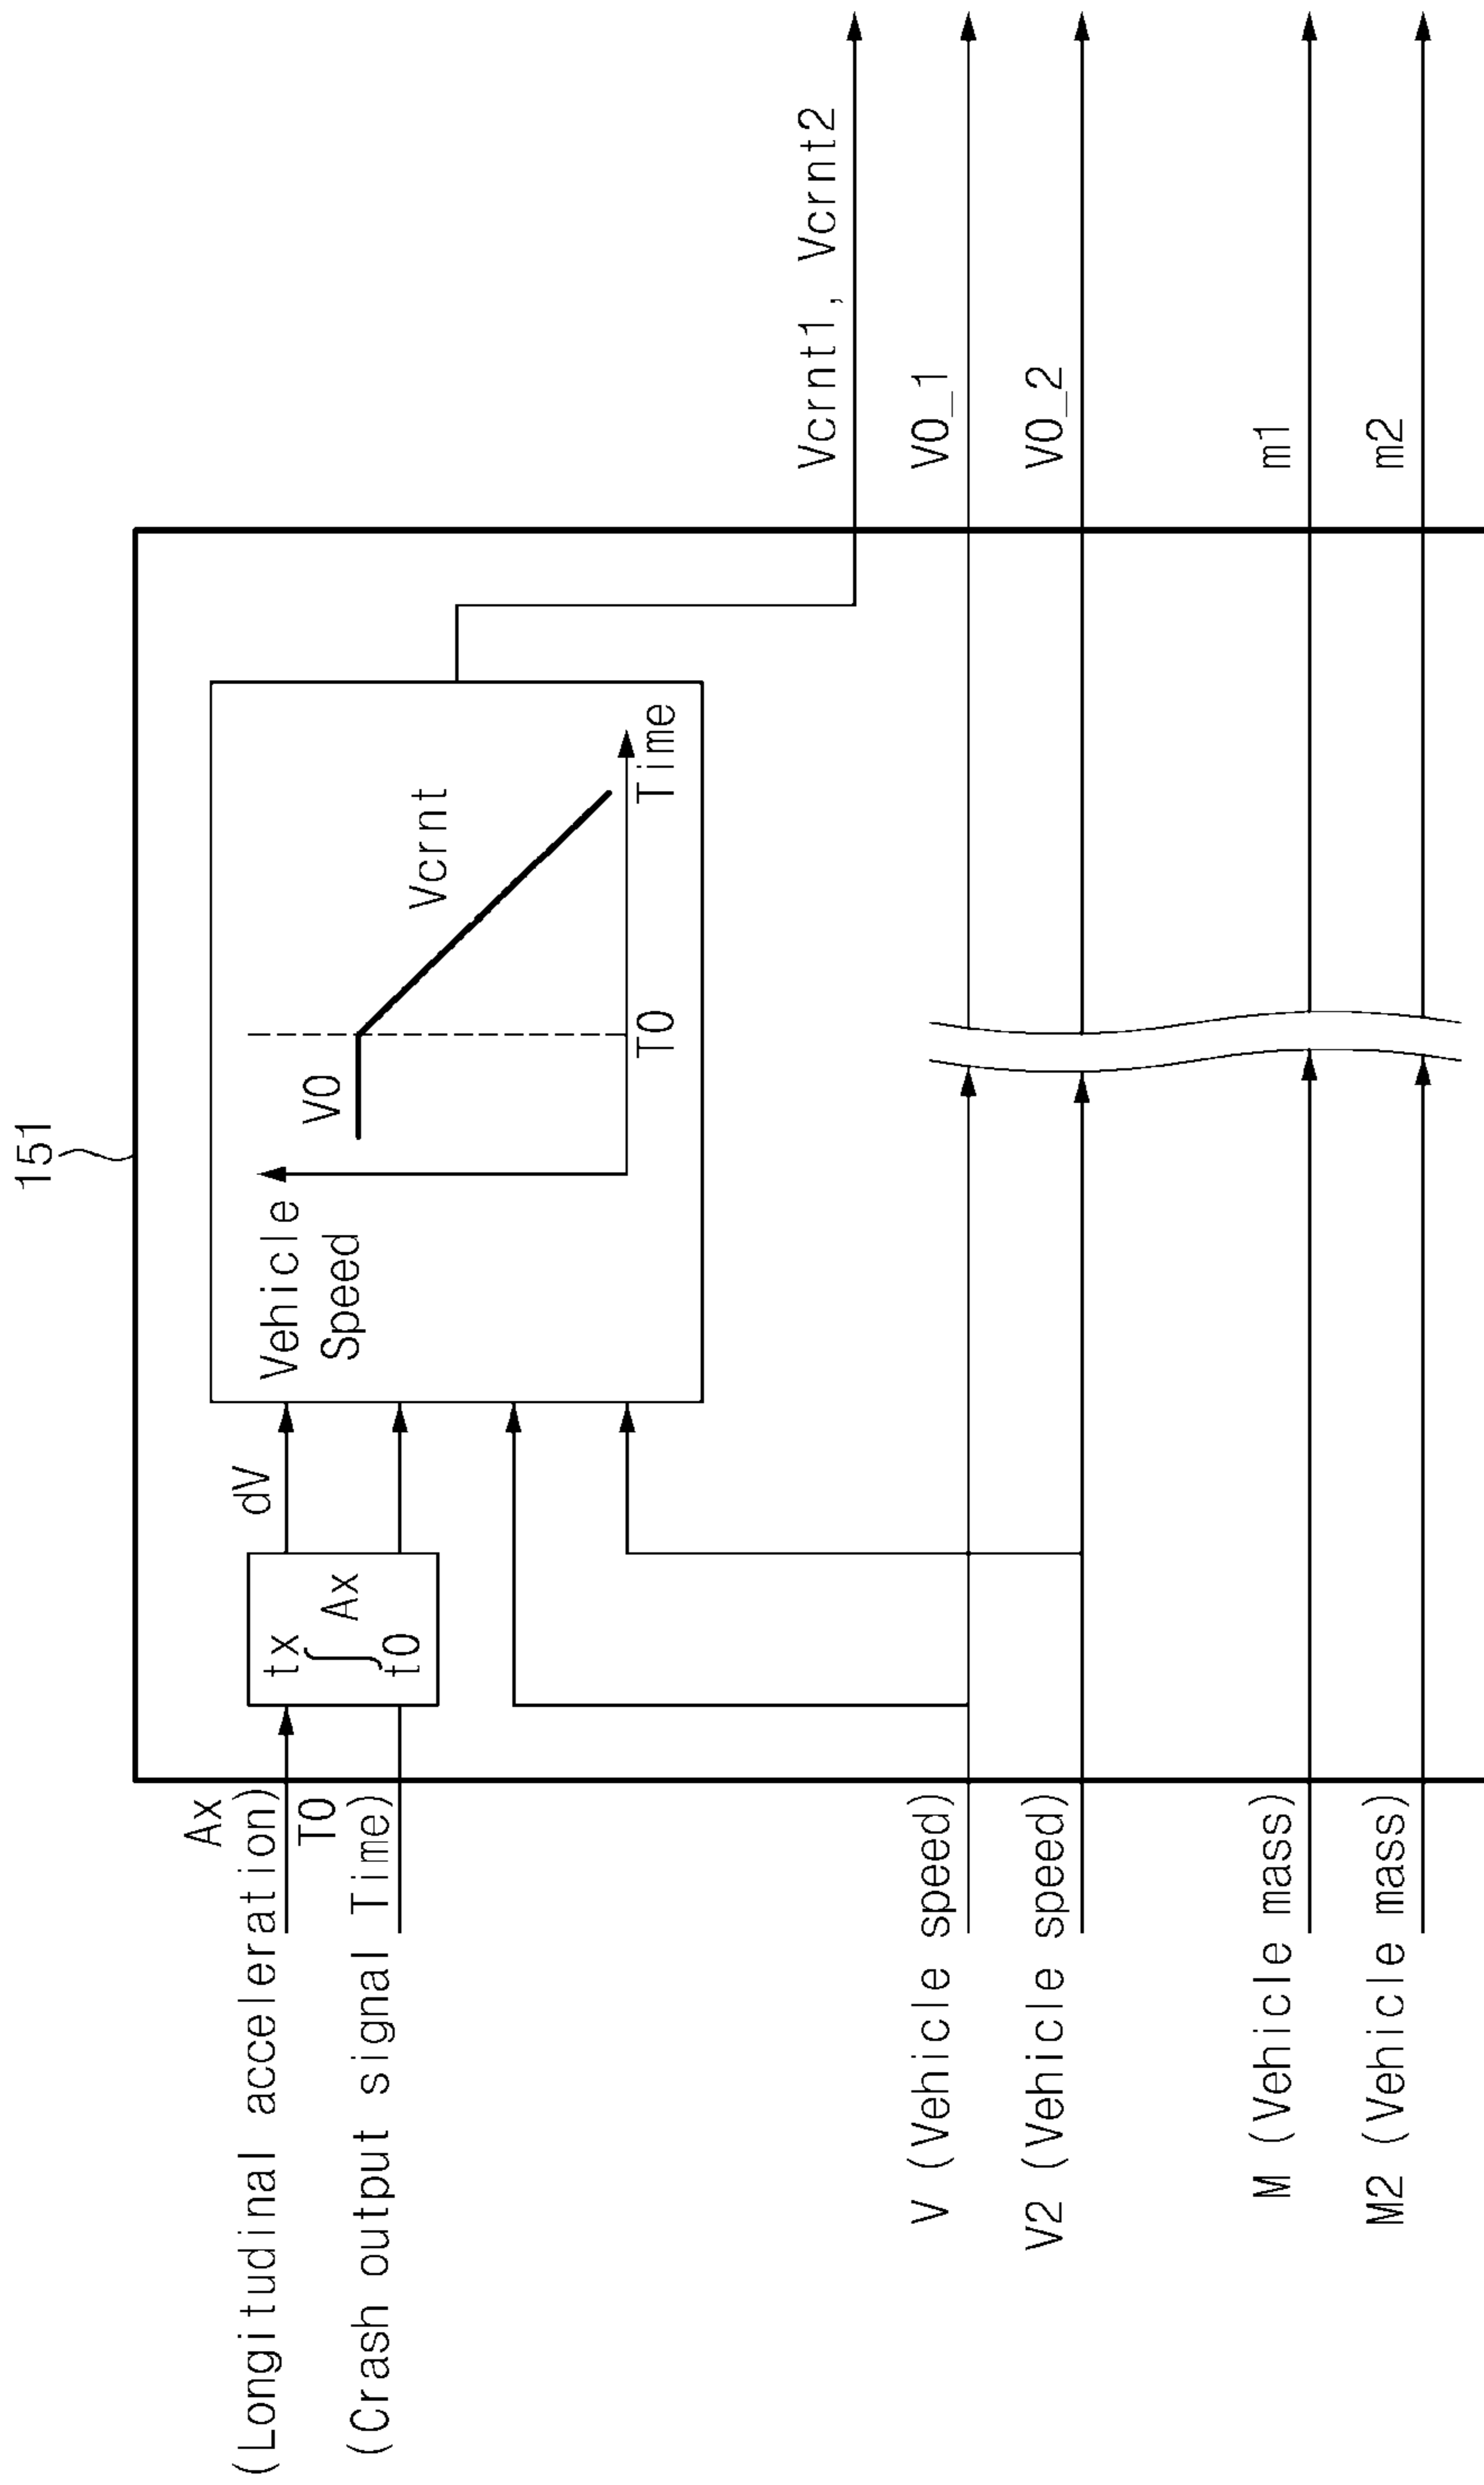 151
Ax
(Longitudinal acceleration)
T0
(Crash output signal Time)
tx
∫ Ax
t0
dV
Vehicle
Speed
V0
Vcrnt
T0
Time
Vcrnt1, Vcrnt2
V (Vehicle speed)
V0_1
V2 (Vehicle speed)
V0_2
M (Vehicle mass)
m1
M2 (Vehicle mass)
m2